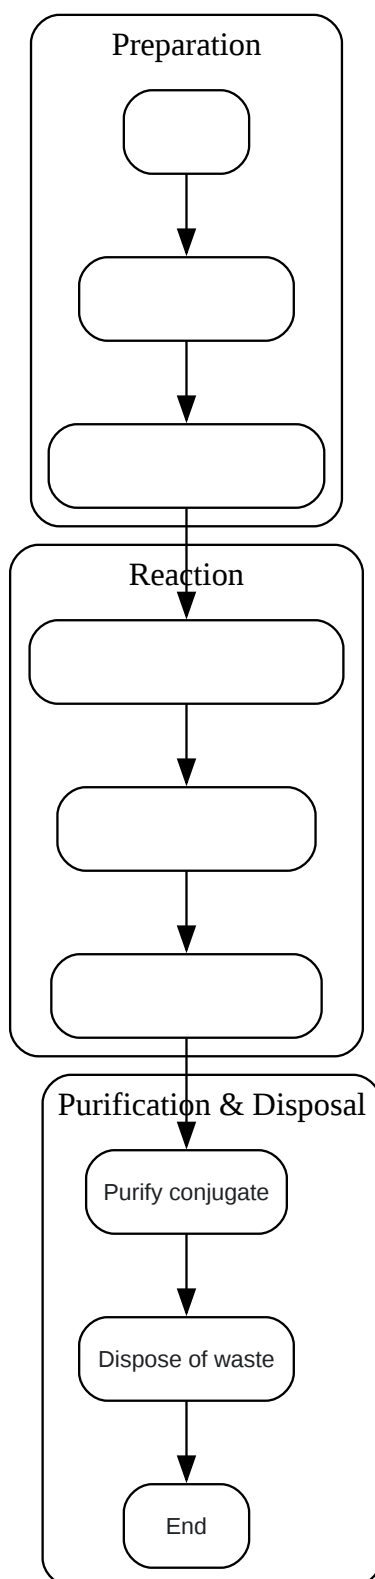 Preparation
Reaction
Purification & Disposal
Purify conjugate
Dispose of waste
End